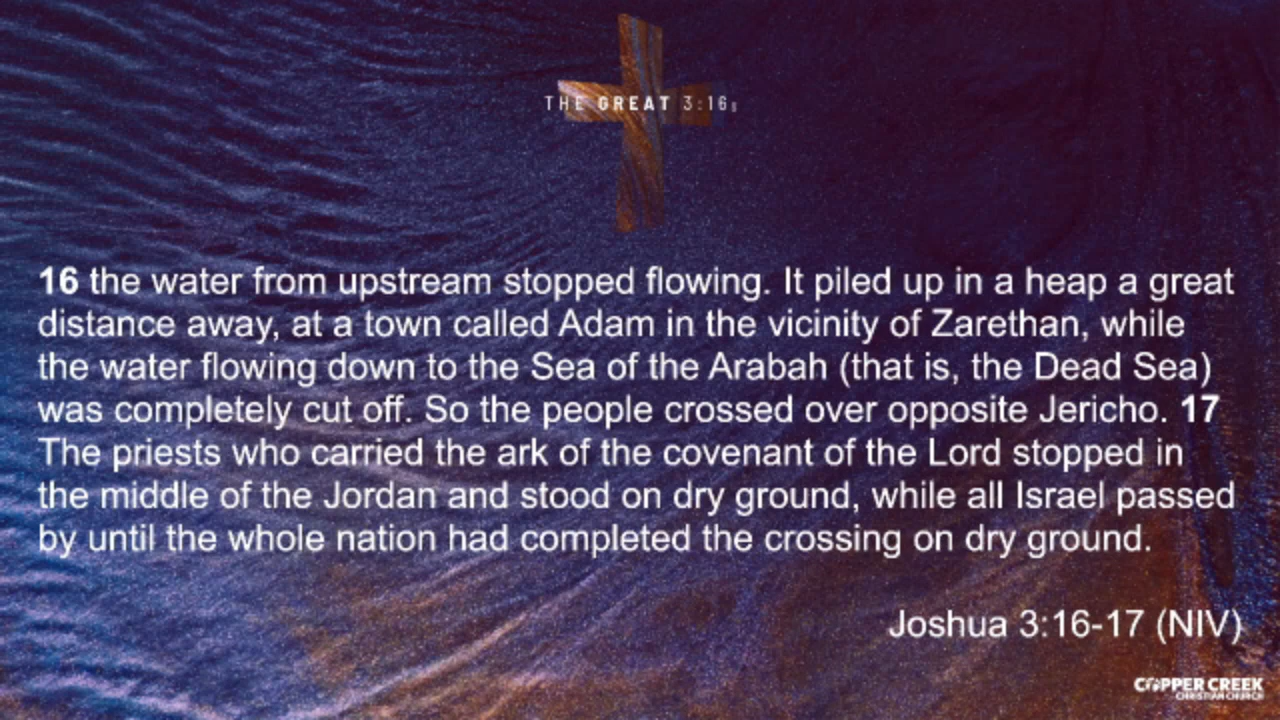 THE GREAT 3:16s
16 the water from upstream stopped flowing. It piled up in a heap a great
distance away, at a town called Adam in the vicinity of Zarethan, while
the water flowing down to the Sea of the Arabah (that is, the Dead Sea)
was completely cut off. So the people crossed over opposite Jericho. 17
The priests who carried the ark of the covenant of the Lord stopped in
the middle of the Jordan and stood on dry ground, while all Israel passed
by until the whole nation had completed the crossing on dry ground.
Joshua 3:16-17 (NIV)
COPPER CREEK
CHRISTIAN CHURCH